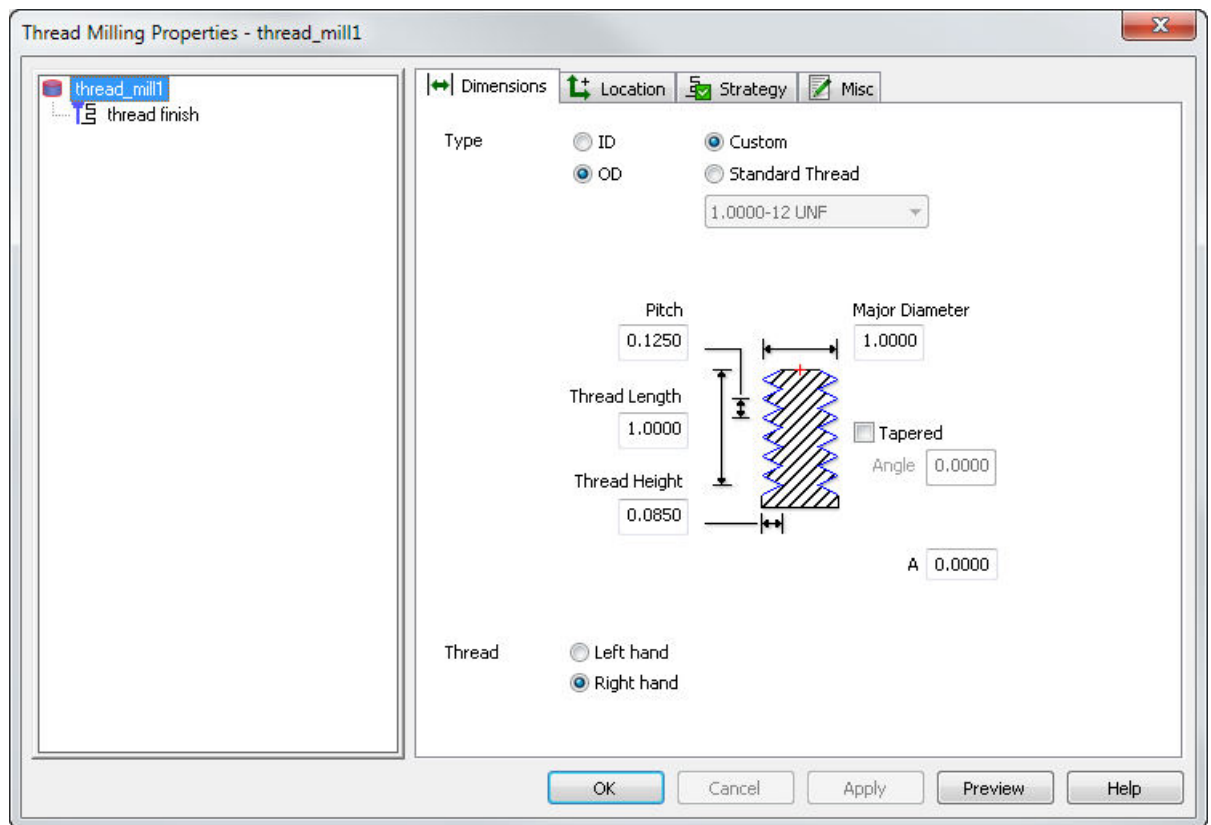 Thread Milling Properties - thread_mill1
X
thread_mill1
thread finish
Dimensions Location Strategy Misc
Type ID Custom
OD Standard Thread
1.0000-12 UNF
Pitch Major Diameter
0.1250 1.0000
Thread Length
1.0000
Tapered
Angle 0.0000
Thread Height
0.0850
A 0.0000
Thread Left hand
Right hand
OK Cancel Apply Preview Help